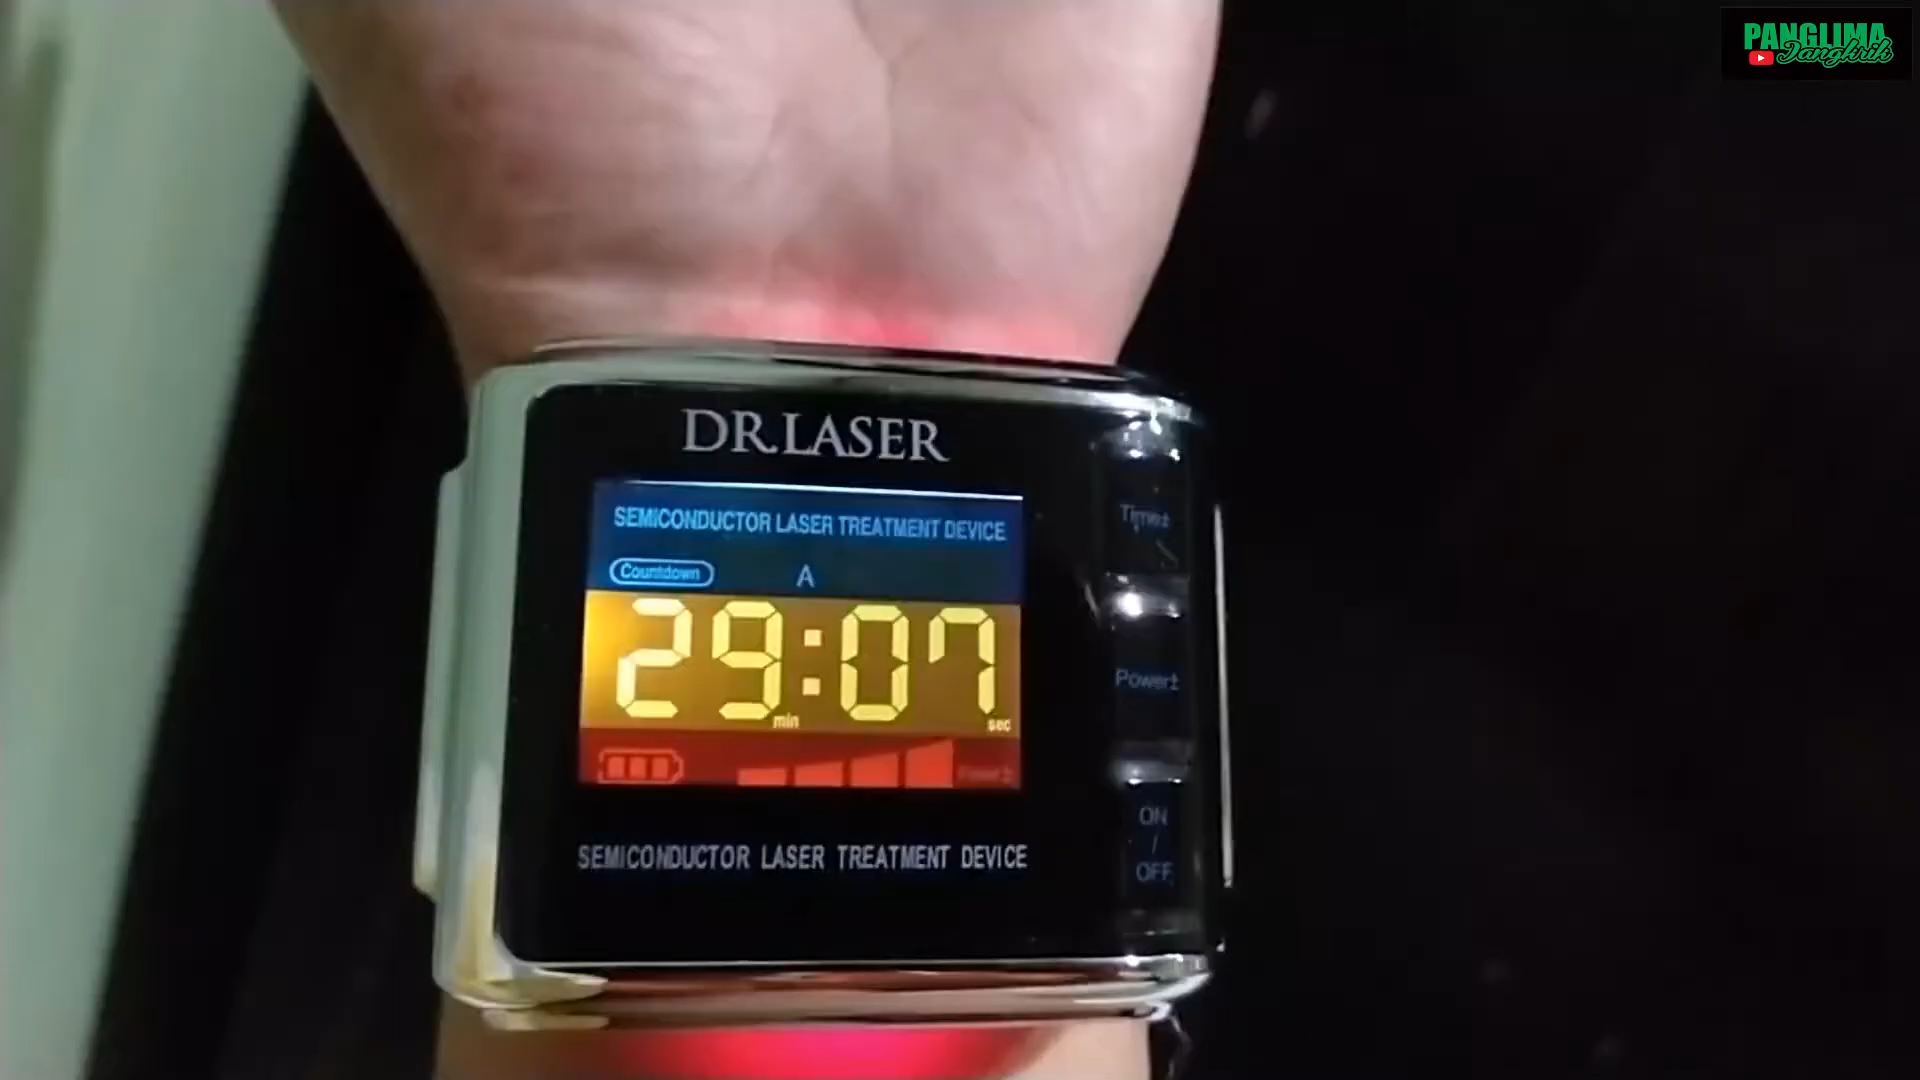 PANGLIMA
Jangkrik
DR.LASER
SEMICONDUCTOR LASER TREATMENT DEVICE
Countdown A
29:07
min sec
Power±
SEMICONDUCTOR LASER TREATMENT DEVICE
Time±
Power±
ON
/
OFF